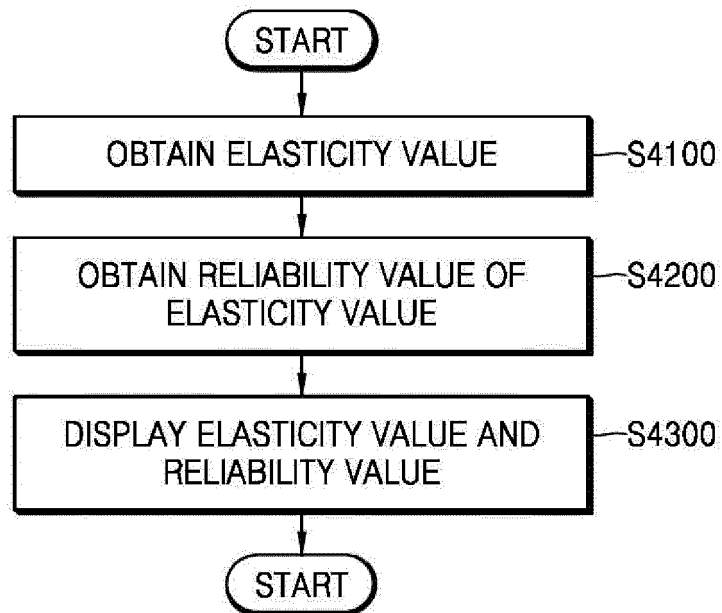 START
OBTAIN ELASTICITY VALUE
S4100
OBTAIN RELIABILITY VALUE OF
ELASTICITY VALUE
S4200
DISPLAY ELASTICITY VALUE AND
RELIABILITY VALUE
S4300
START